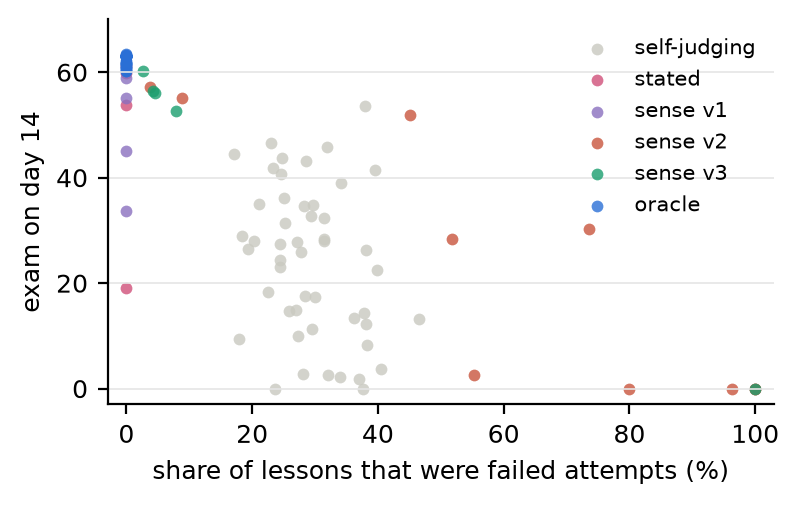 exam on day 14
60
40
20
0
0
20
40
60
80
100
share of lessons that were failed attempts (%)
self-judging
stated
sense v1
sense v2
sense v3
oracle